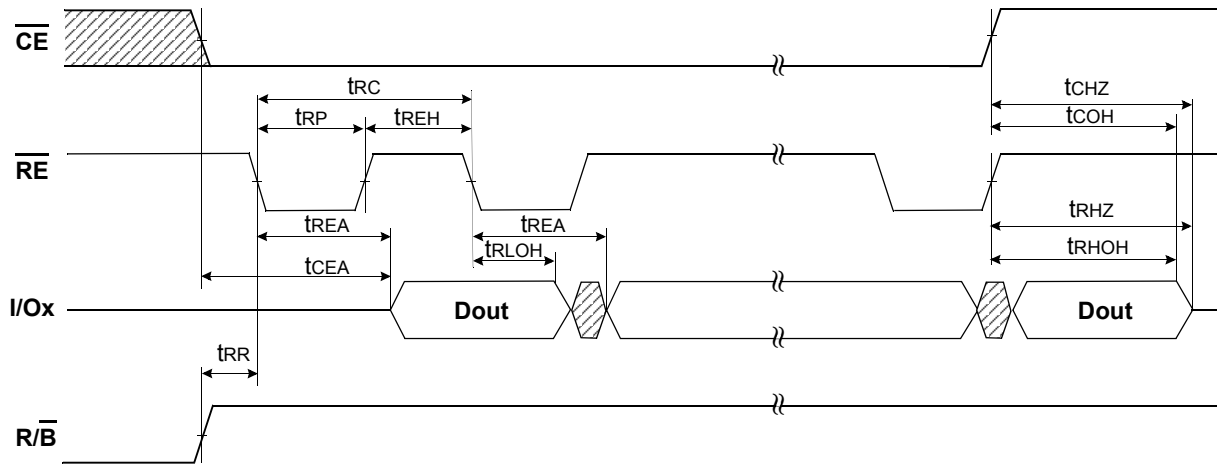 CE
tRC
tCHZ
tRP
tREH
tCOH
RE
tREA
tREA
tRHZ
tRLOH
tCEA
tRHOH
I/Ox
Dout
Dout
tRR
R/B